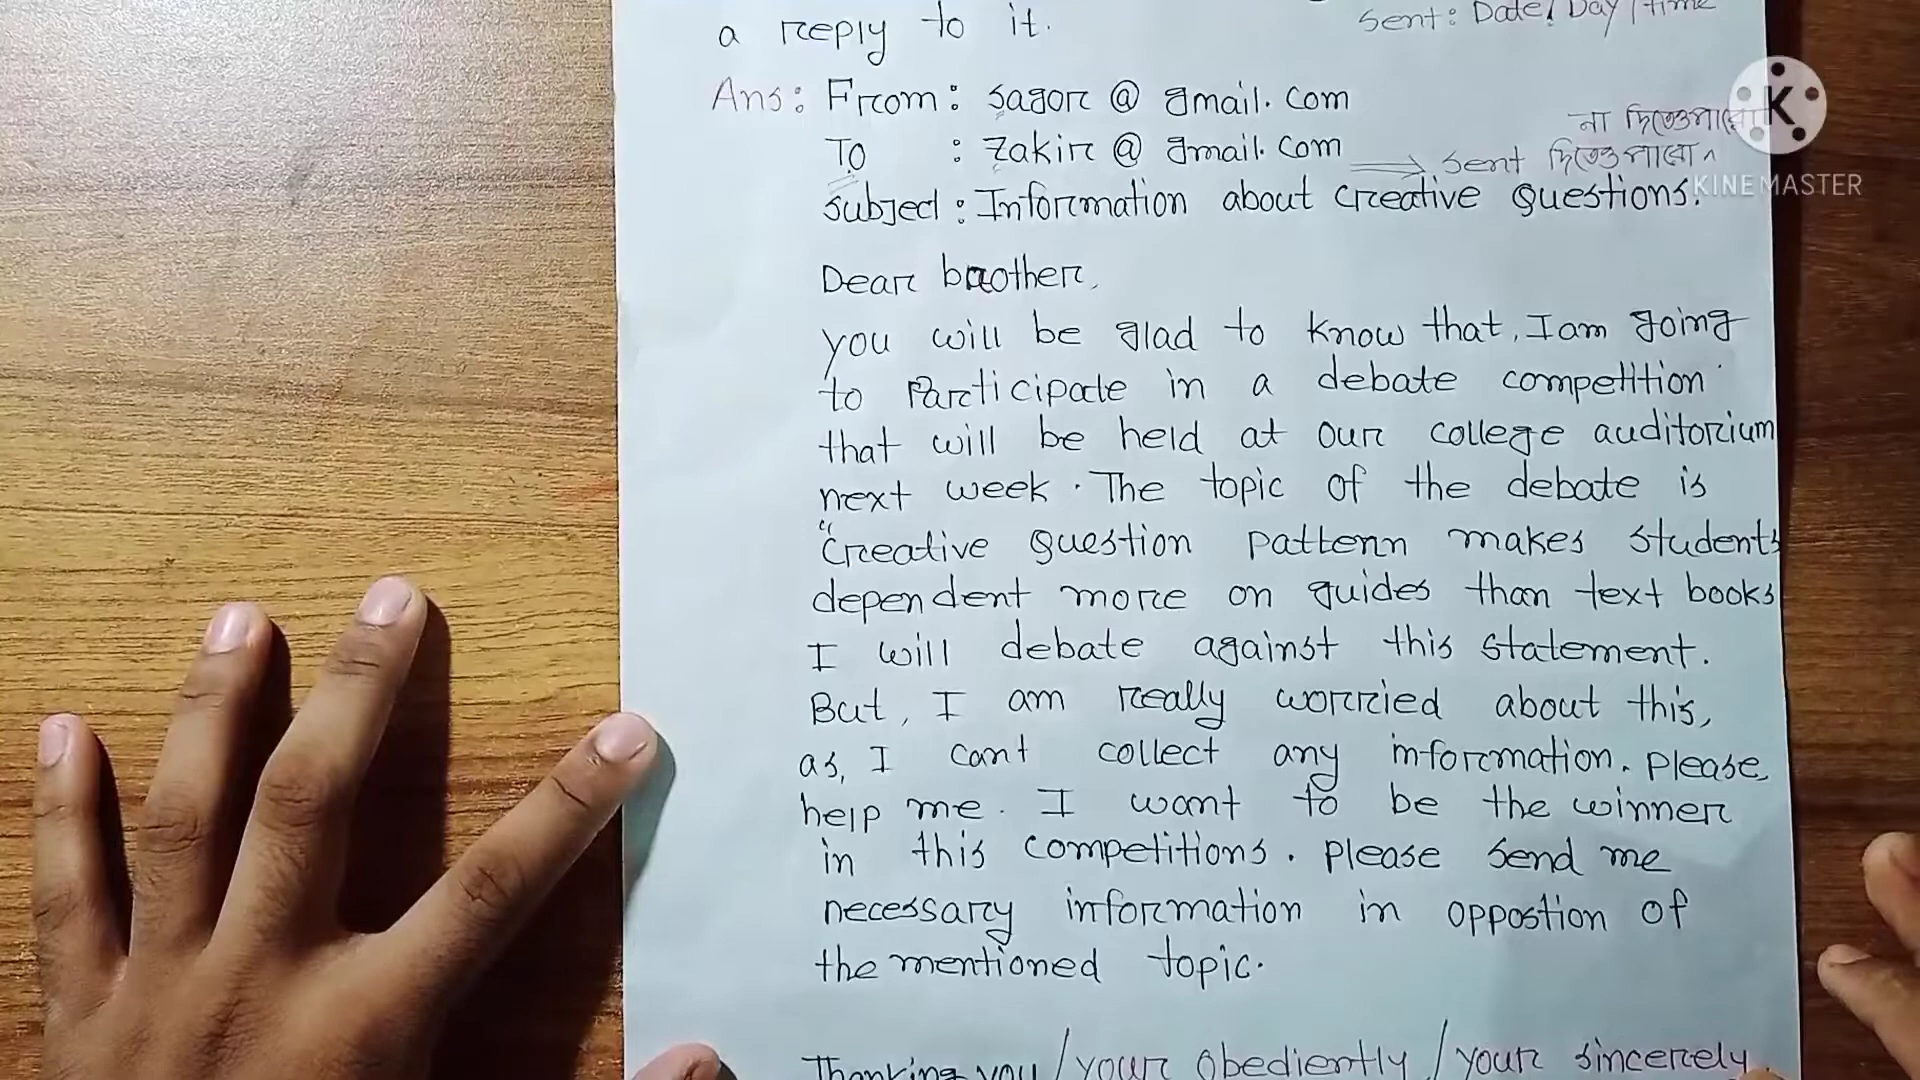 a reply to it.
Sent: Date/Day/time
Ans: From: sagor @ gmail.com
না দিতেও পারো
To : zakir @ gmail.com → sent দিতেও পারো
Subject: Information about creative questions.
KINEMASTER
Dear brother,
you will be glad to know that, I am going
to participate in a debate competition
that will be held at our college auditorium
next week. The topic of the debate is
"Creative question pattern makes students
dependent more on guides than text books
I will debate against this statement.
But, I am really worried about this,
as, I cant collect any information. please,
help me. I want to be the winner
in this competitions. please send me
necessary information in oppostion of
the mentioned topic.
Thanking you/your obediently/your sincerely